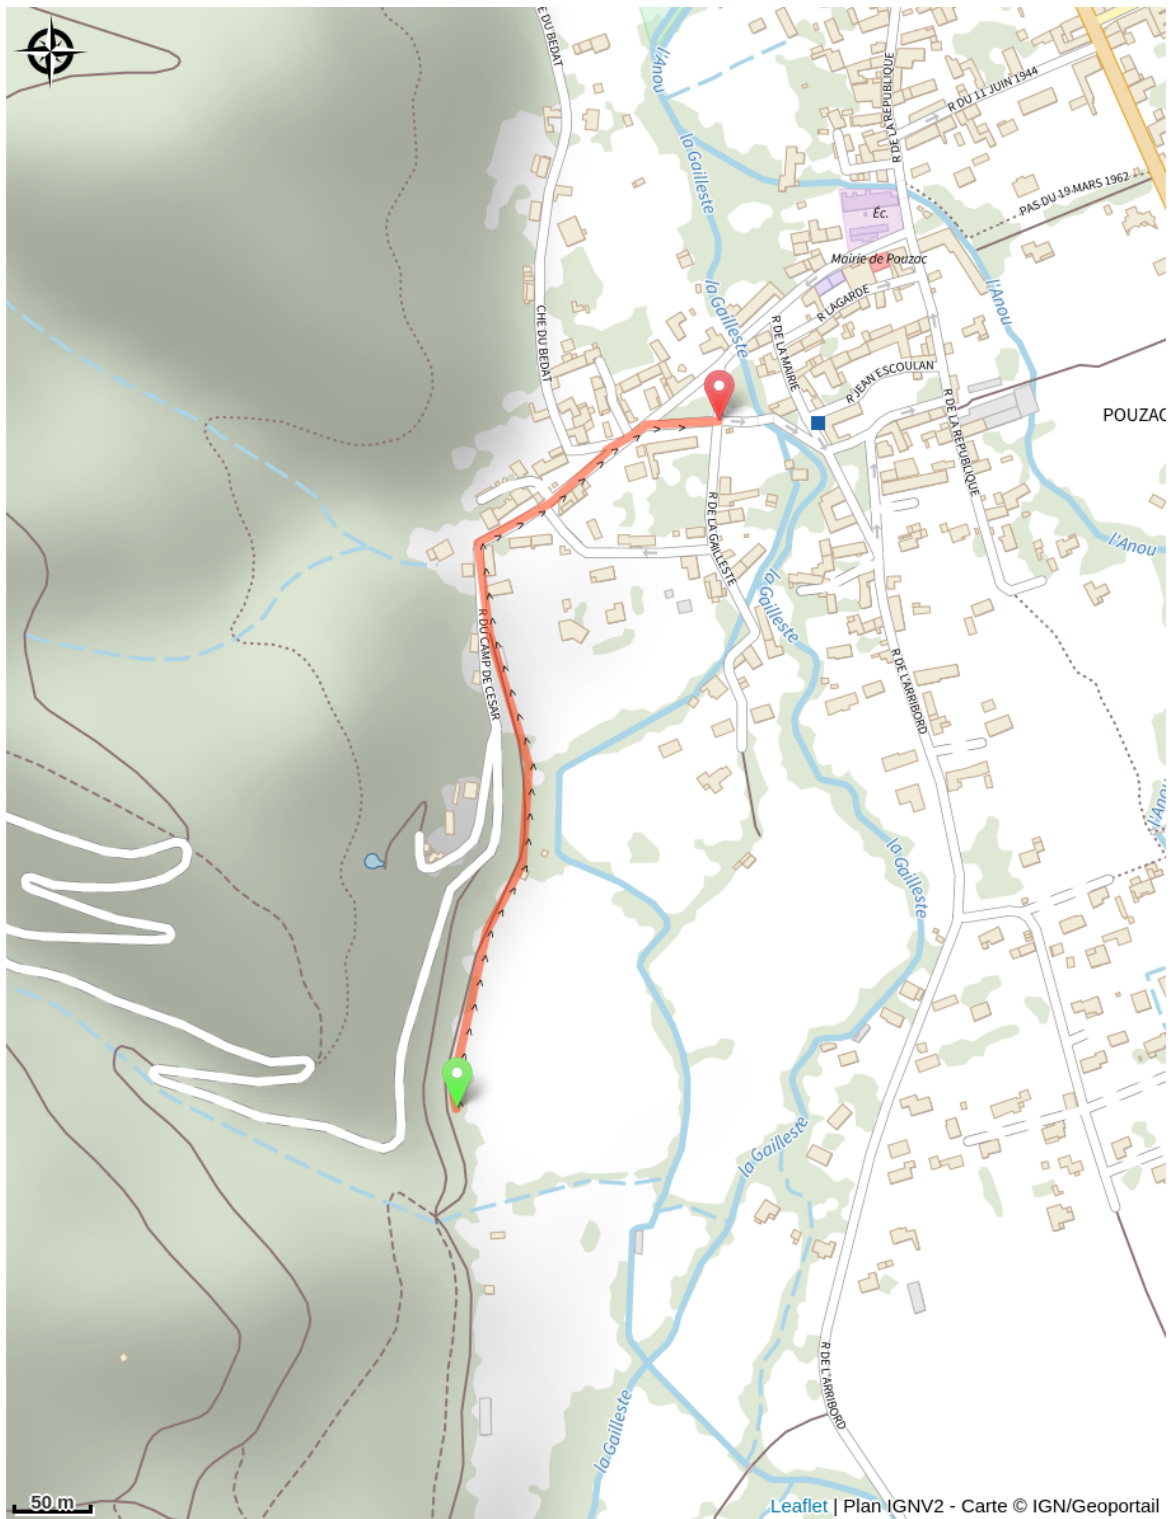 E DU BEDAT
l'Anou
R DE LA REPUBLIQUE
R DU 11 JUIN 1944
la Gailleste
PAS DU 19 MARS 1962
Éc.
Mairie de Pouzac
l'Anou
la Gailleste
R LAGARDE
CHE DU BEDAT
R DE LA MAIRIE
R JEAN ESCOULAN
R DE LA REPUBLIQUE
POUZAC
R DE LA GAILLESTE
l'Anou
la Gailleste
R DU CAMP DE CESAR
R DE L'ARRIBORD
l'Anou
la Gailleste
la Gailleste
R DE L'ARRIBORD
la Gailleste
50 m
Leaflet | Plan IGNV2 - Carte © IGN/Geoportail